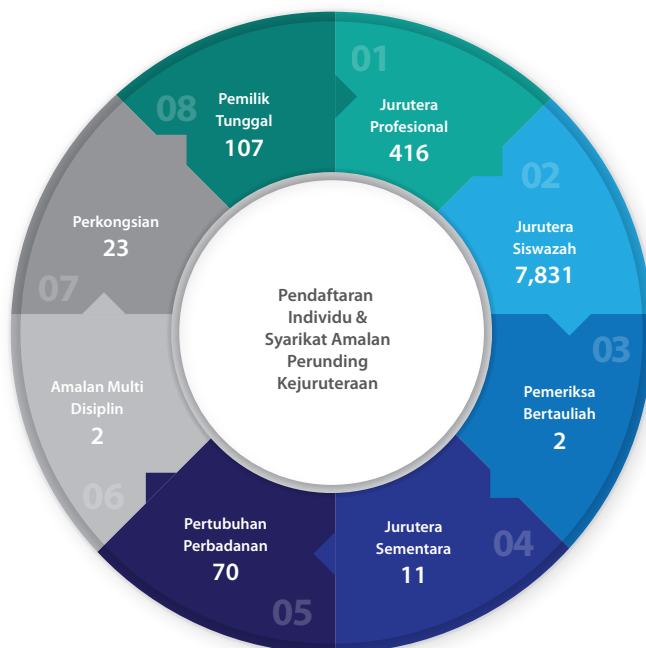 01
Jurutera
Profesional
416
02
Jurutera
Siswazah
7,831
03
Pemeriksa
Bertauliah
2
04
Jurutera
Sementara
11
05
Pertubuhan
Perbadanan
70
06
Amalan Multi
Disiplin
2
07
Perkongsian
23
08
Pemilik
Tunggal
107
Pendaftaran
Individu &
Syarikat Amalan
Perunding
Kejuruteraan